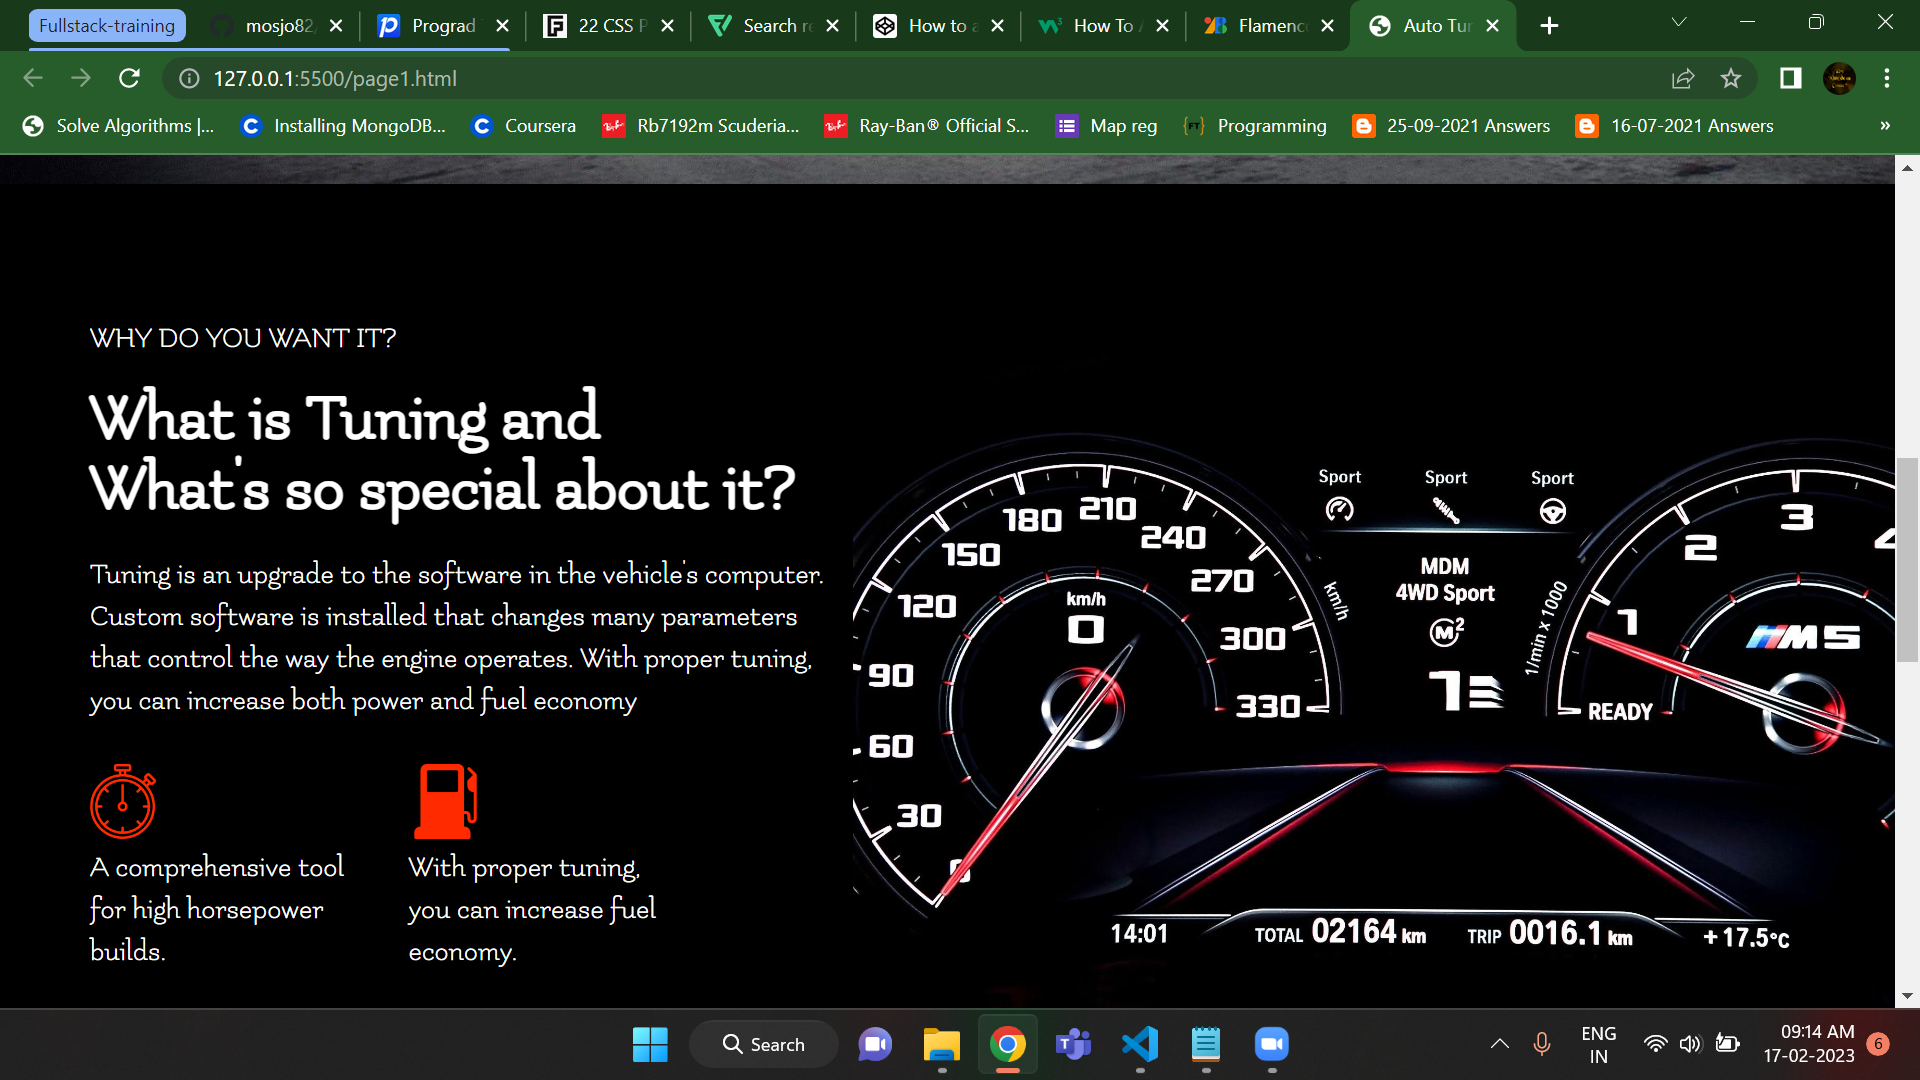 Fullstack-training
mosjo82
Prograd
22 CSS P
Search re
How to a
How To A
Flamenc
Auto Tur
127.0.0.1:5500/page1.html
Solve Algorithms |...
Installing MongoDB...
Coursera
Rb7192m Scuderia...
Ray-Ban® Official S...
Map reg
Programming
25-09-2021 Answers
16-07-2021 Answers
»
WHY DO YOU WANT IT?
What is Tuning and
What's so special about it?
Tuning is an upgrade to the software in the vehicle's computer.
Custom software is installed that changes many parameters
that control the way the engine operates. With proper tuning,
you can increase both power and fuel economy
A comprehensive tool
for high horsepower
builds.
With proper tuning,
you can increase fuel
economy.
0
30
60
90
120
150
180
210
240
270
300
330
km/h
km/h
0
Sport
Sport
Sport
MDM
4WD Sport
M2
1
1/min x 1000
READY
1
2
3
4
M5
14:01
TOTAL 02164 km
TRIP 0016.1 km
+17.5°C
Search
ENG
IN
09:14 AM
17-02-2023
6